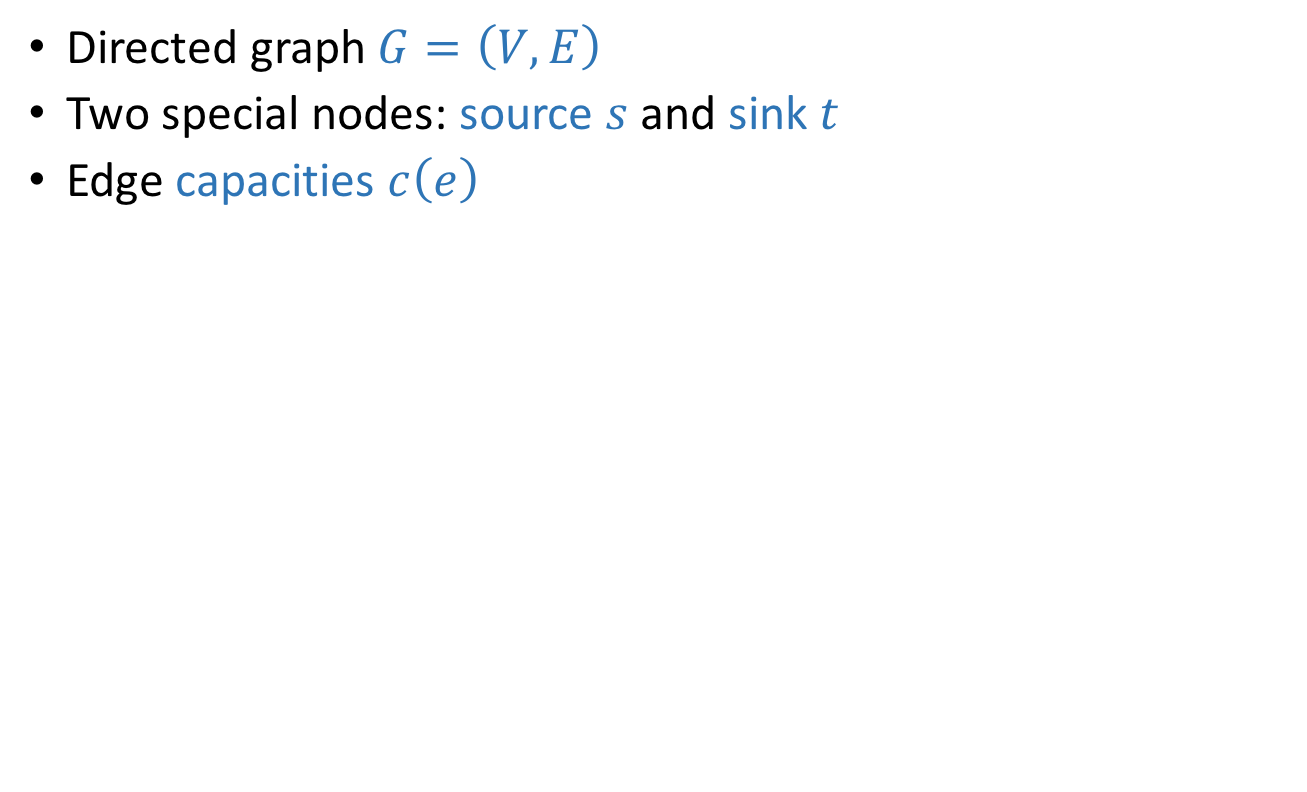 • Directed graph G = (V, E)
• Two special nodes: source s and sink t
• Edge capacities c(e)